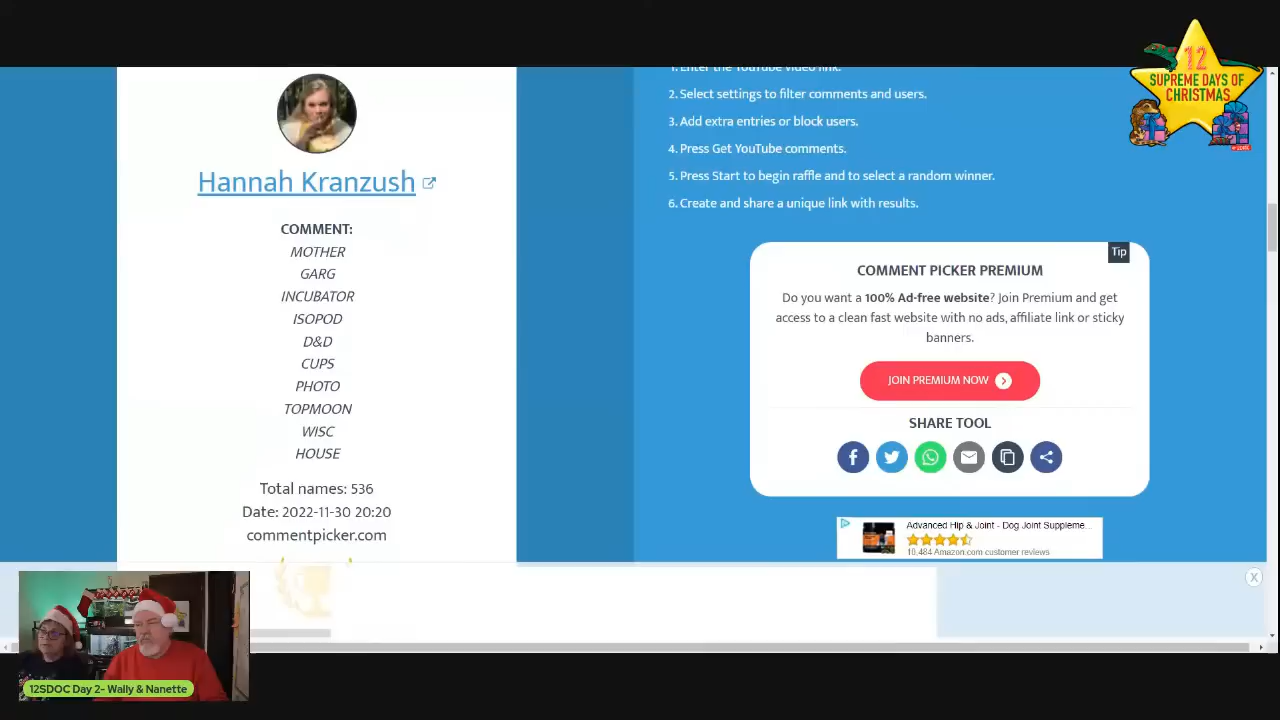 12
SUPREME DAYS OF
CHRISTMAS
Hannah Kranzush
COMMENT:
MOTHER
GARG
INCUBATOR
ISOPOD
D&D
CUPS
PHOTO
TOPMOON
WISC
HOUSE
Total names: 536
Date: 2022-11-30 20:20
commentpicker.com
1. Enter the YouTube video link.
2. Select settings to filter comments and users.
3. Add extra entries or block users.
4. Press Get YouTube comments.
5. Press Start to begin raffle and to select a random winner.
6. Create and share a unique link with results.
Tip
COMMENT PICKER PREMIUM
Do you want a 100% Ad-free website? Join Premium and get
access to a clean fast website with no ads, affiliate link or sticky
banners.
JOIN PREMIUM NOW
SHARE TOOL
Advanced Hip & Joint - Dog Joint Suppleme...
10,484 Amazon.com customer reviews
X
12SDOC Day 2- Wally & Nanette